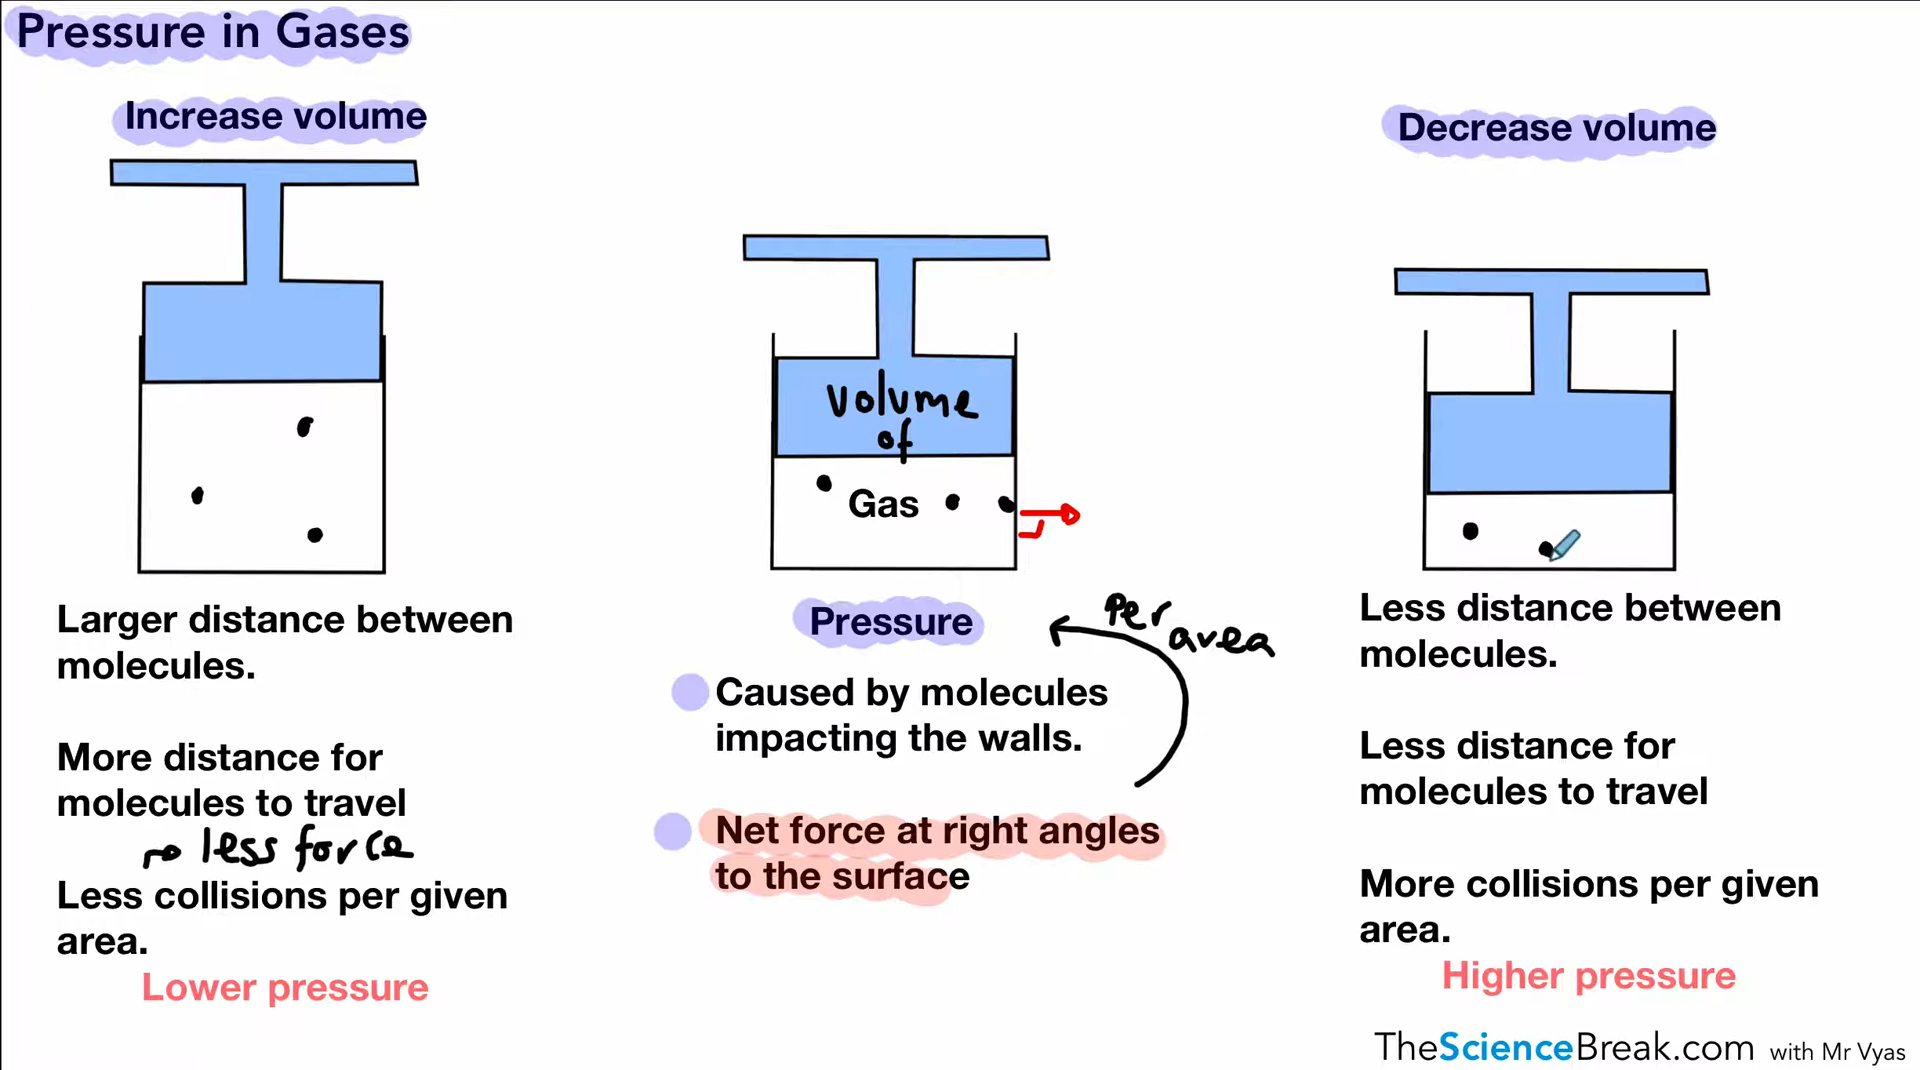 Pressure in Gases
Increase volume
Larger distance between
molecules.
More distance for
molecules to travel
less force
Less collisions per given
area.
Lower pressure
Volume
of
Gas
Pressure
Per
area
Caused by molecules
impacting the walls.
Net force at right angles
to the surface
Decrease volume
Less distance between
molecules.
Less distance for
molecules to travel
More collisions per given
area.
Higher pressure
TheScienceBreak.com with Mr Vyas